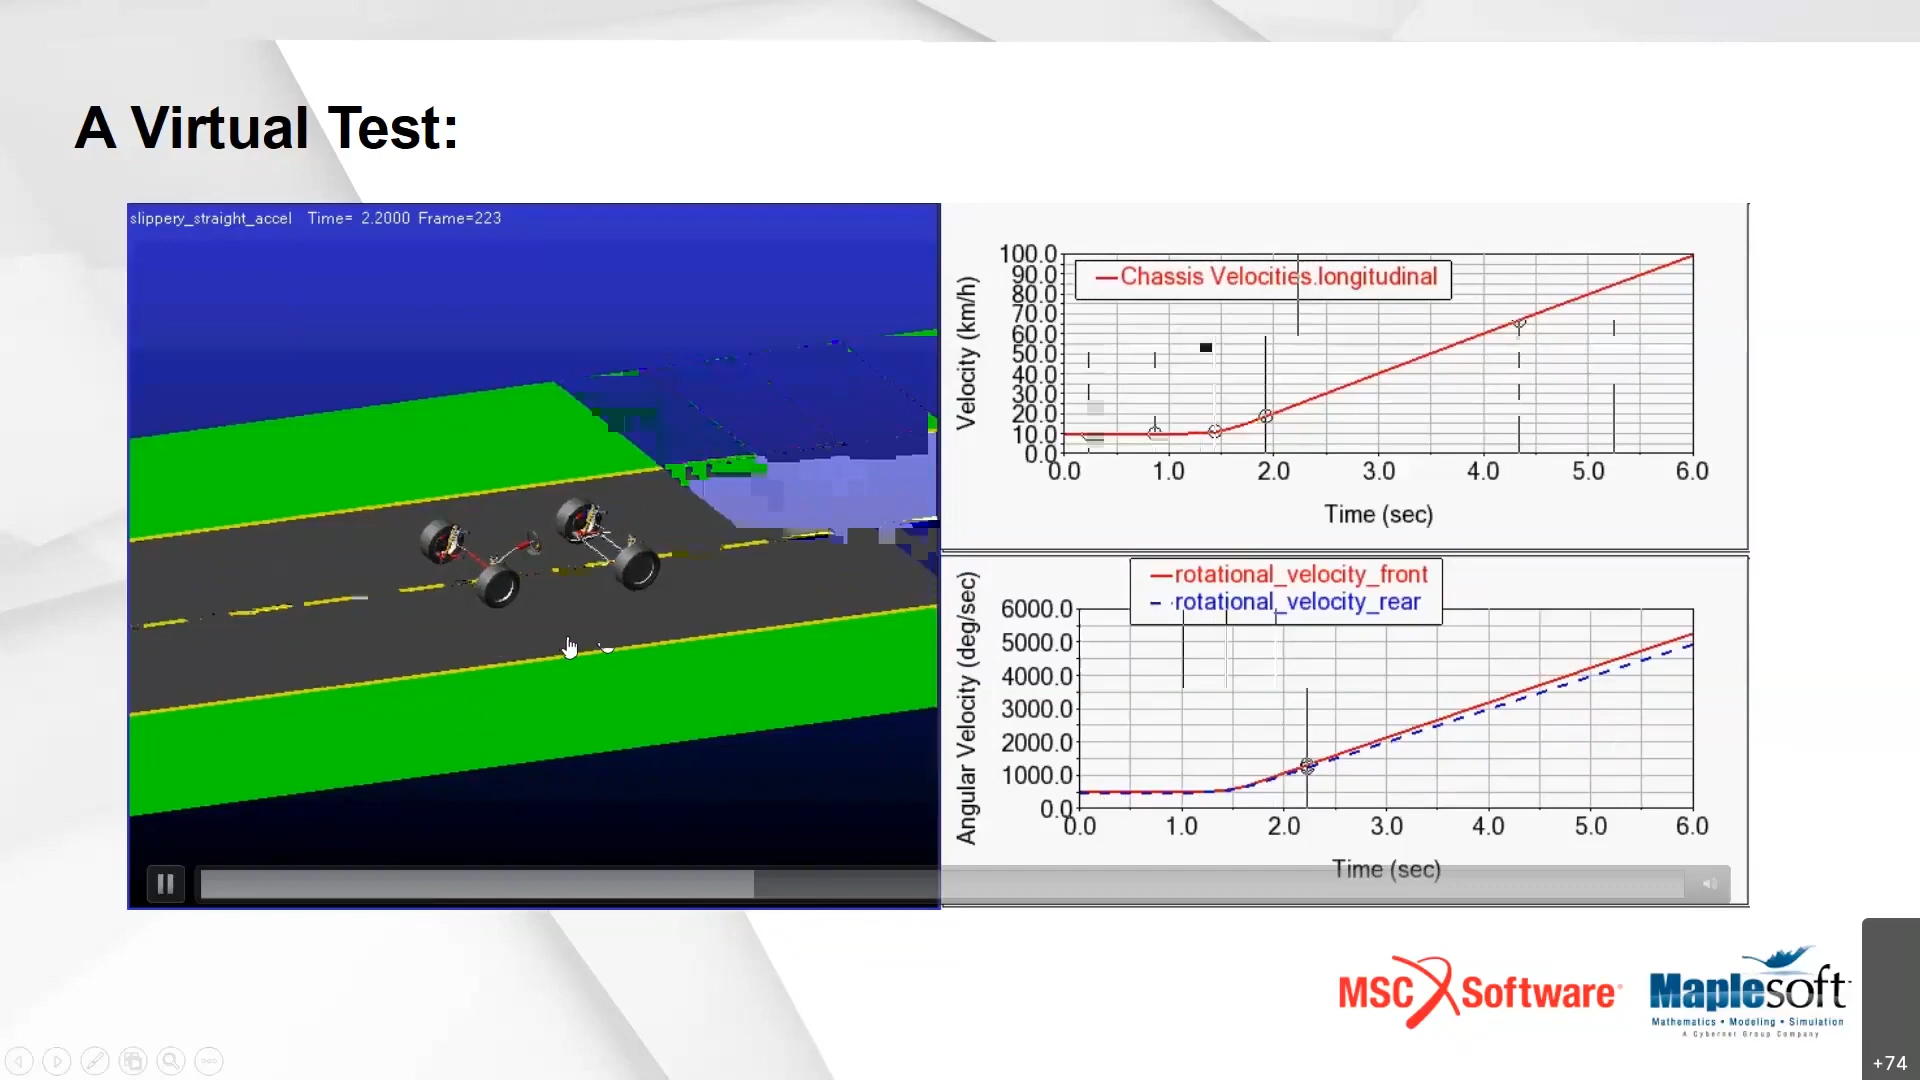 A Virtual Test:
slippery_straight_accel Time= 2.2000 Frame=223
Chassis Velocities.longitudinal
Velocity (km/h)
100.0
90.0
80.0
70.0
60.0
50.0
40.0
30.0
20.0
10.0
0.0
0.0 1.0 2.0 3.0 4.0 5.0 6.0
Time (sec)
rotational_velocity_front
rotational_velocity_rear
Angular Velocity (deg/sec)
6000.0
5000.0
4000.0
3000.0
2000.0
1000.0
0.0
0.0 1.0 2.0 3.0 4.0 5.0 6.0
Time (sec)
MSC Software
Maplesoft
Mathematics • Modeling • Simulation
A Cybernet Group Company
+74